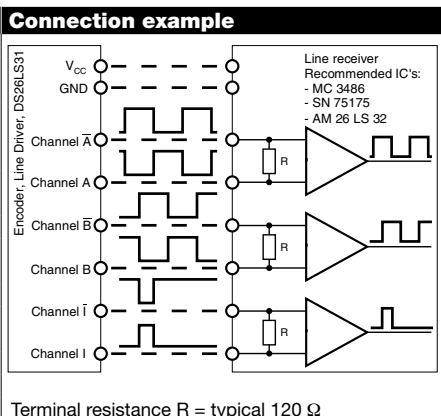 Connection example
Encoder, Line Driver, DS26LS31
V_CC
GND
Channel A̅
Channel A
Channel B̅
Channel B
Channel I̅
Channel I
Line receiver
Recommended IC's:
- MC 3486
- SN 75175
- AM 26 LS 32
R
R
R
Terminal resistance R = typical 120 Ω